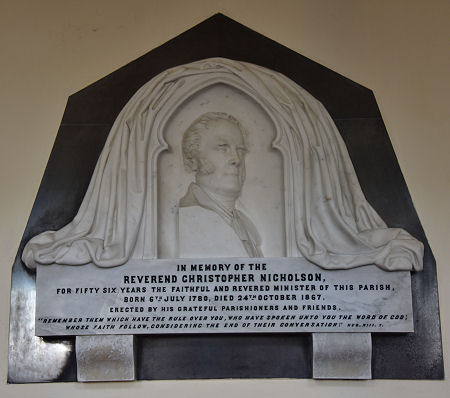 IN MEMORY OF THE
REVEREND CHRISTOPHER NICHOLSON,
FOR FIFTY SIX YEARS THE FAITHFUL AND REVERED MINISTER OF THIS PARISH,
BORN 6TH JULY 1780, DIED 24TH OCTOBER 1867.
ERECTED BY HIS GRATEFUL PARISHIONERS AND FRIENDS.
"REMEMBER THEM WHICH HAVE THE RULE OVER YOU, WHO HAVE SPOKEN UNTO YOU THE WORD OF GOD;
WHOSE FAITH FOLLOW, CONSIDERING THE END OF THEIR CONVERSATION." HEB. XIII. 7.